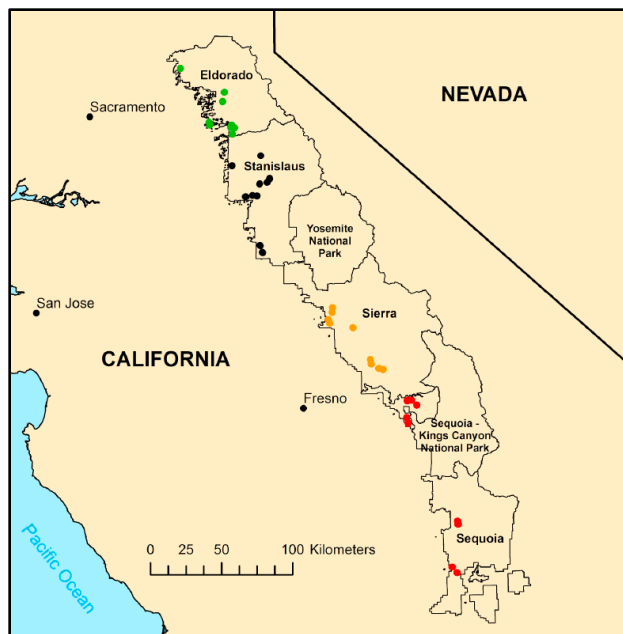 Eldorado
NEVADA
Sacramento
Stanislaus
Yosemite
National
Park
San Jose
Sierra
CALIFORNIA
Fresno
Sequoia -
Kings Canyon
National Park
Pacific Ocean
Sequoia
0 25 50 100 Kilometers